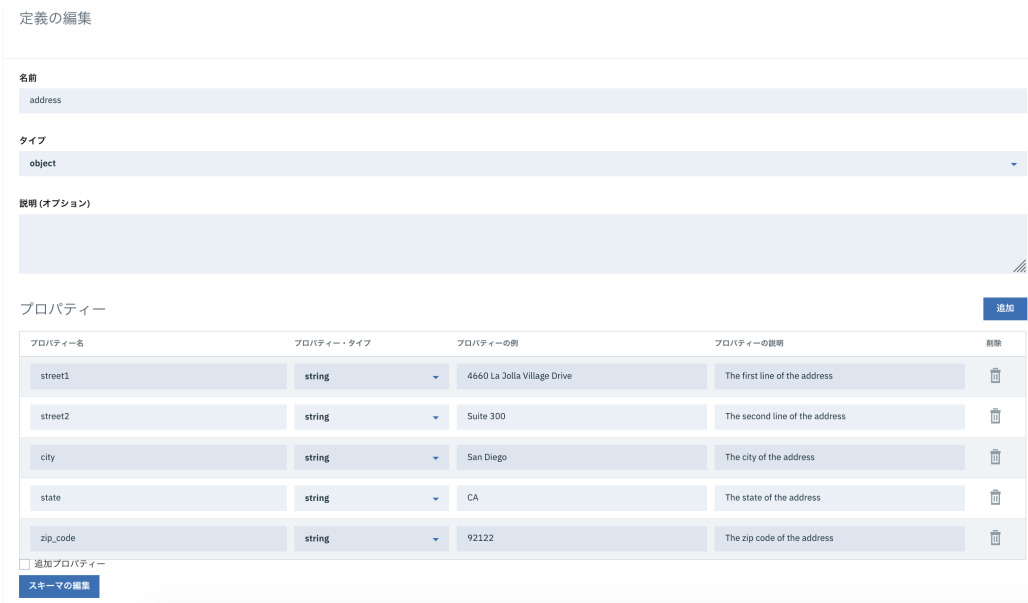 定義の編集
名前
address
タイプ
object
説明 (オプション)
プロパティー
追加
プロパティー名 プロパティー・タイプ プロパティーの例 プロパティーの説明 削除
street1 string 4660 La Jolla Village Drive The first line of the address
street2 string Suite 300 The second line of the address
city string San Diego The city of the address
state string CA The state of the address
zip_code string 92122 The zip code of the address
追加プロパティー
スキーマの編集